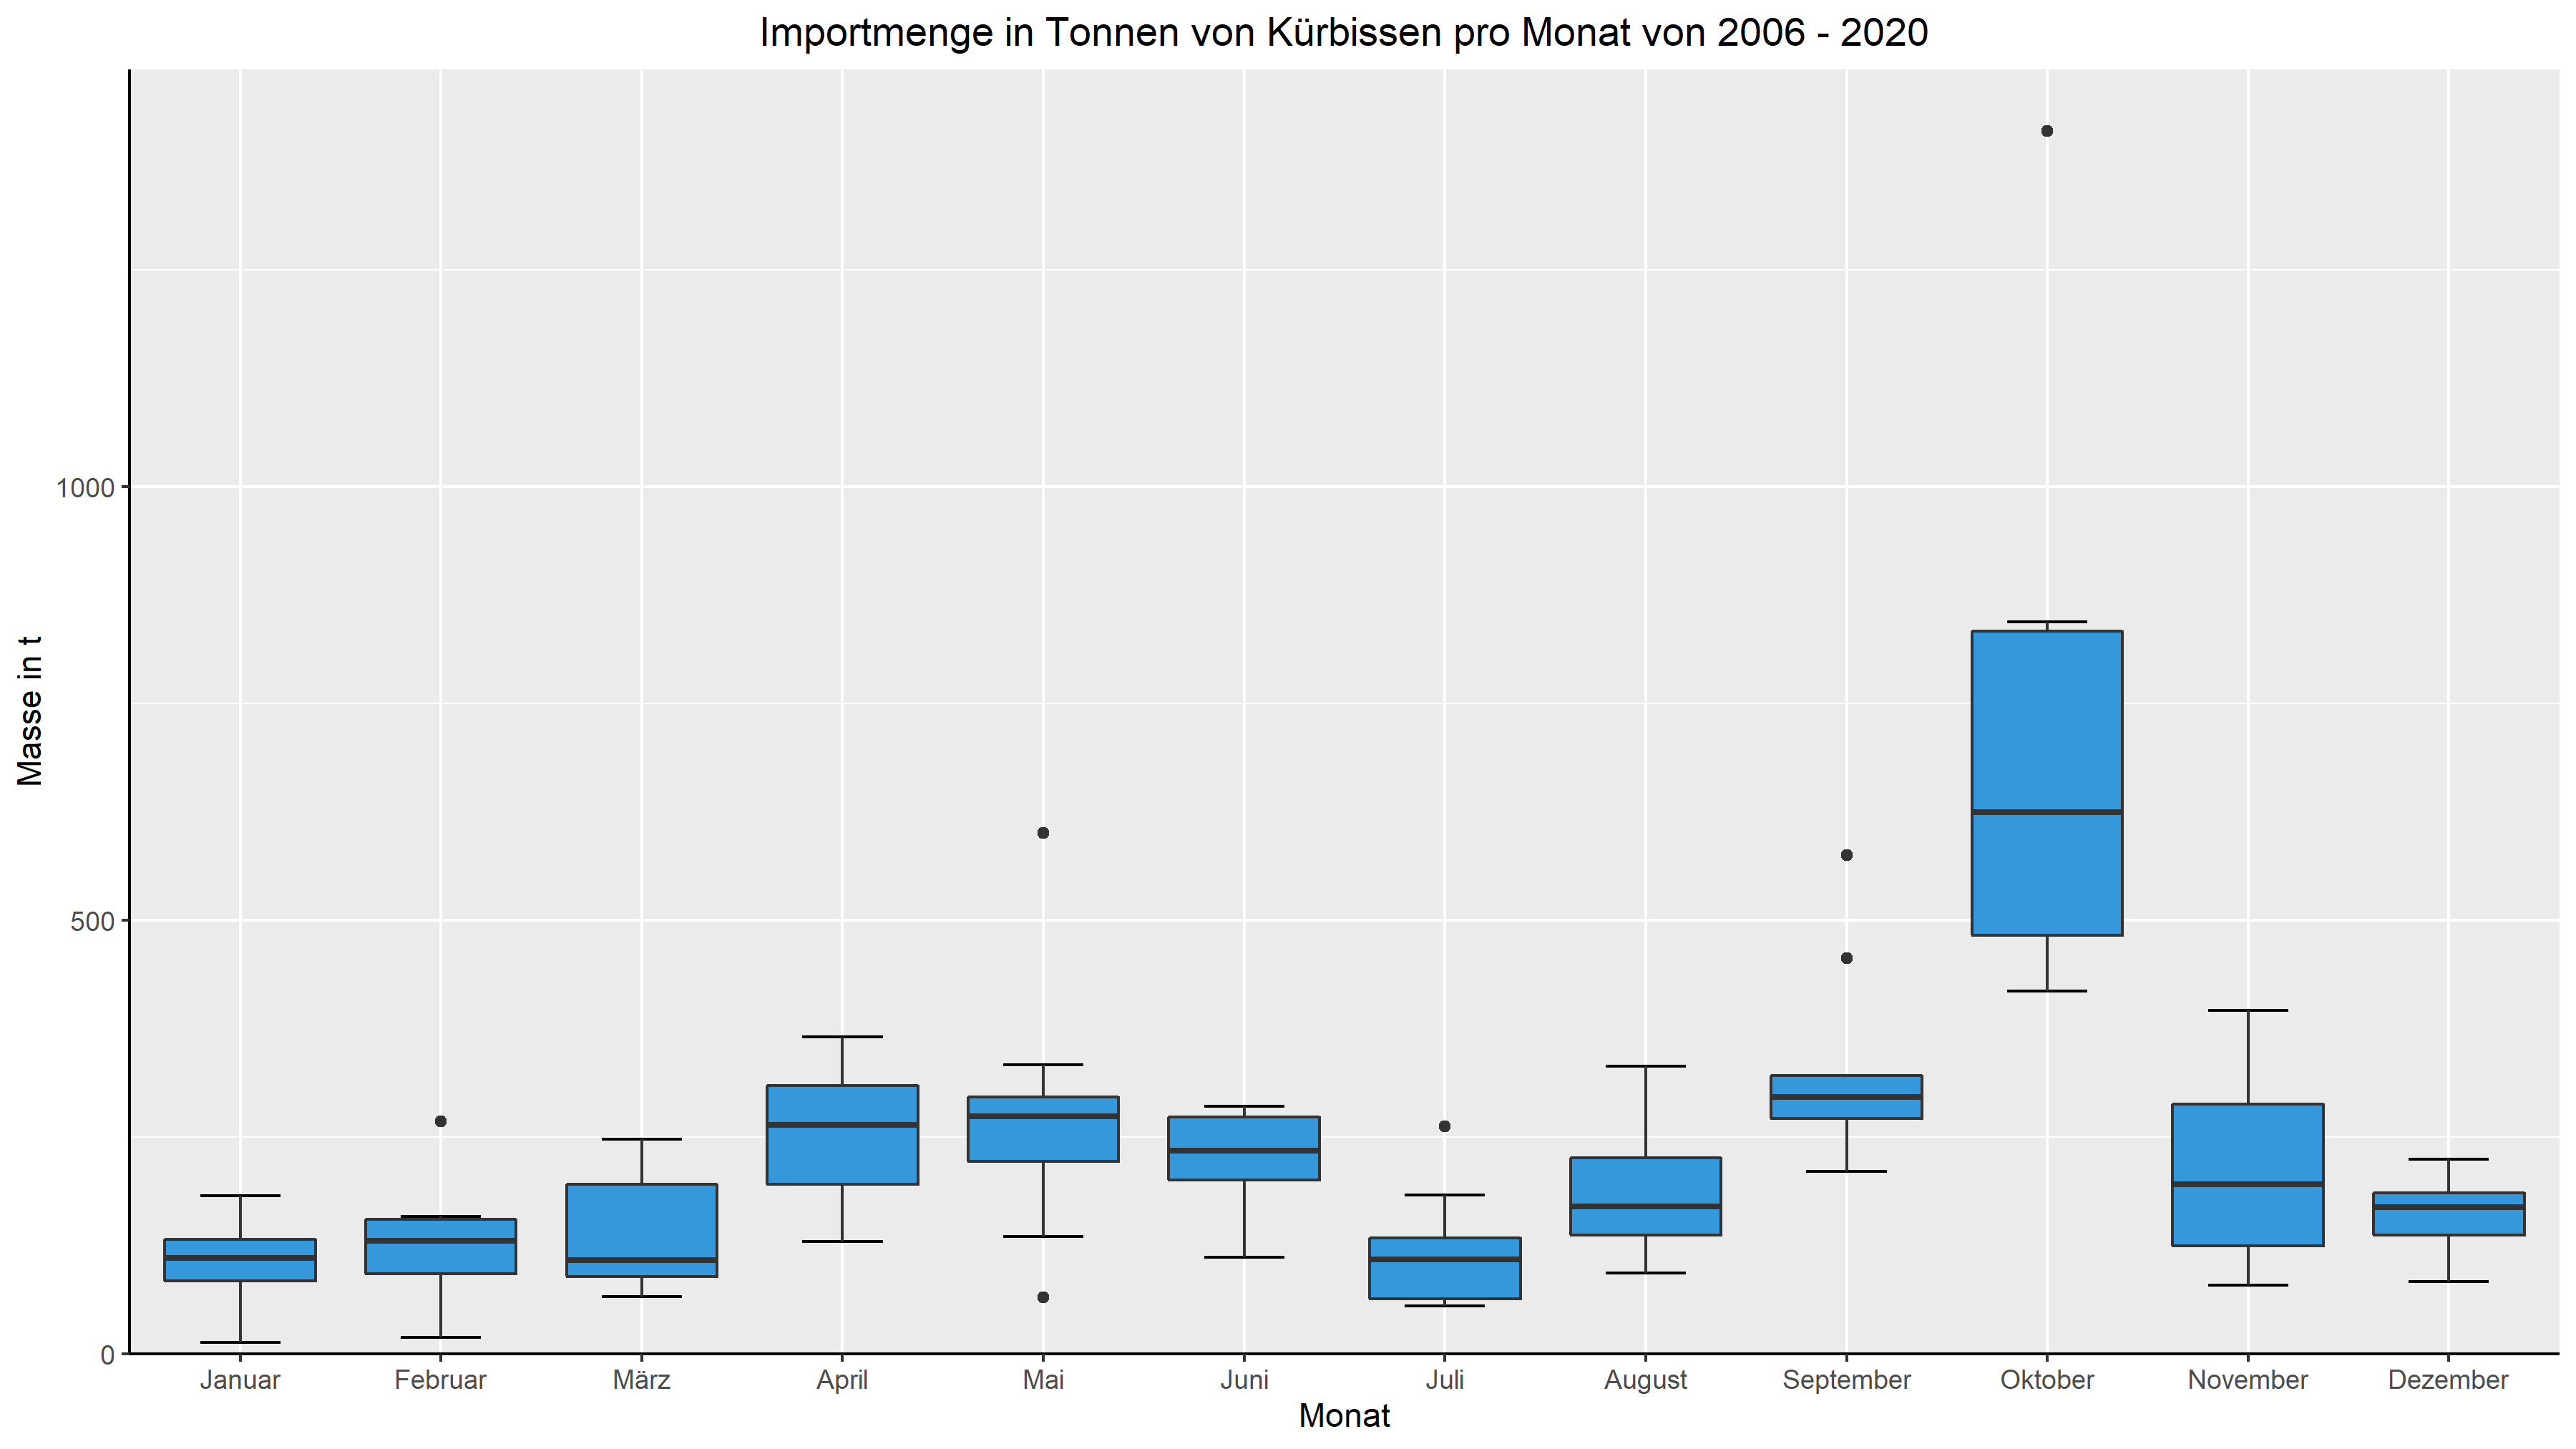 Importmenge in Tonnen von Kürbissen pro Monat von 2006 - 2020
Masse in t
1000
500
0
Januar Februar März April Mai Juni Juli August September Oktober November Dezember
Monat